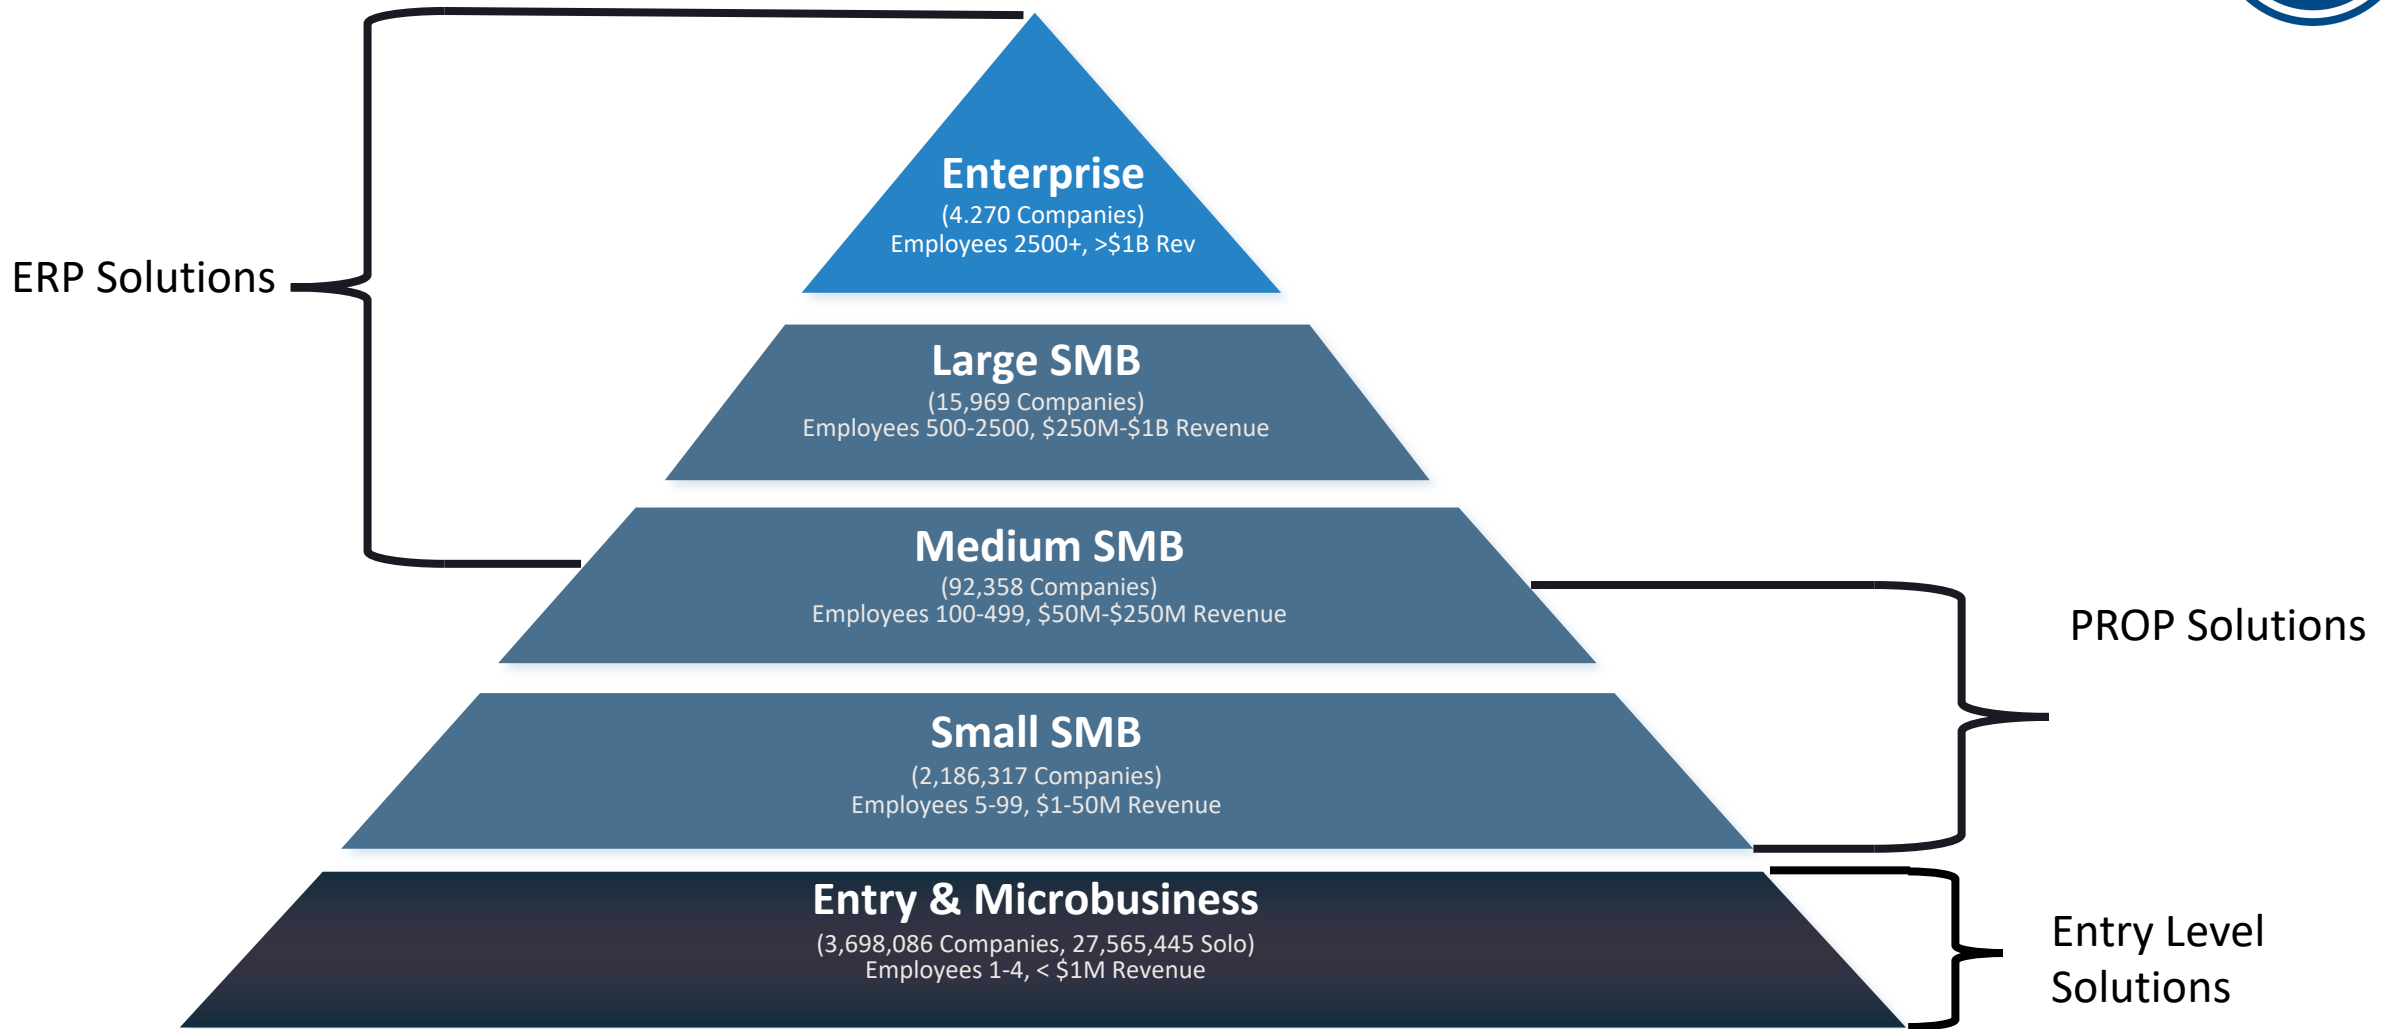 Enterprise
(4.270 Companies)
Employees 2500+, >$1B Rev
ERP Solutions
Large SMB
(15,969 Companies)
Employees 500-2500, $250M-$1B Revenue
Medium SMB
(92,358 Companies)
Employees 100-499, $50M-$250M Revenue
PROP Solutions
Small SMB
(2,186,317 Companies)
Employees 5-99, $1-50M Revenue
Entry & Microbusiness
(3,698,086 Companies, 27,565,445 Solo)
Employees 1-4, < $1M Revenue
Entry Level
Solutions